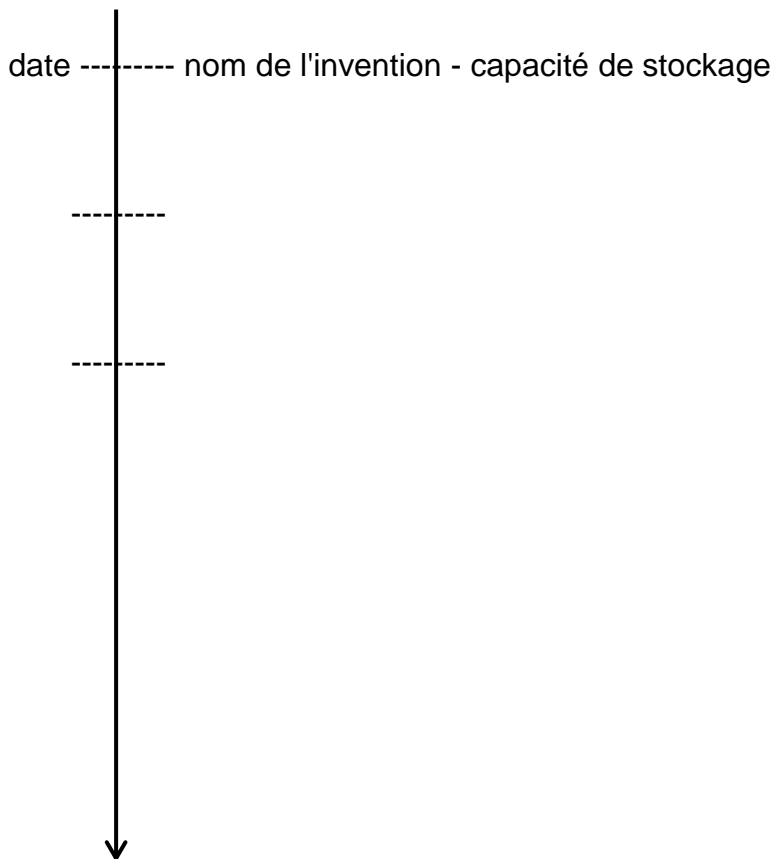 date --------- nom de l'invention - capacité de stockage